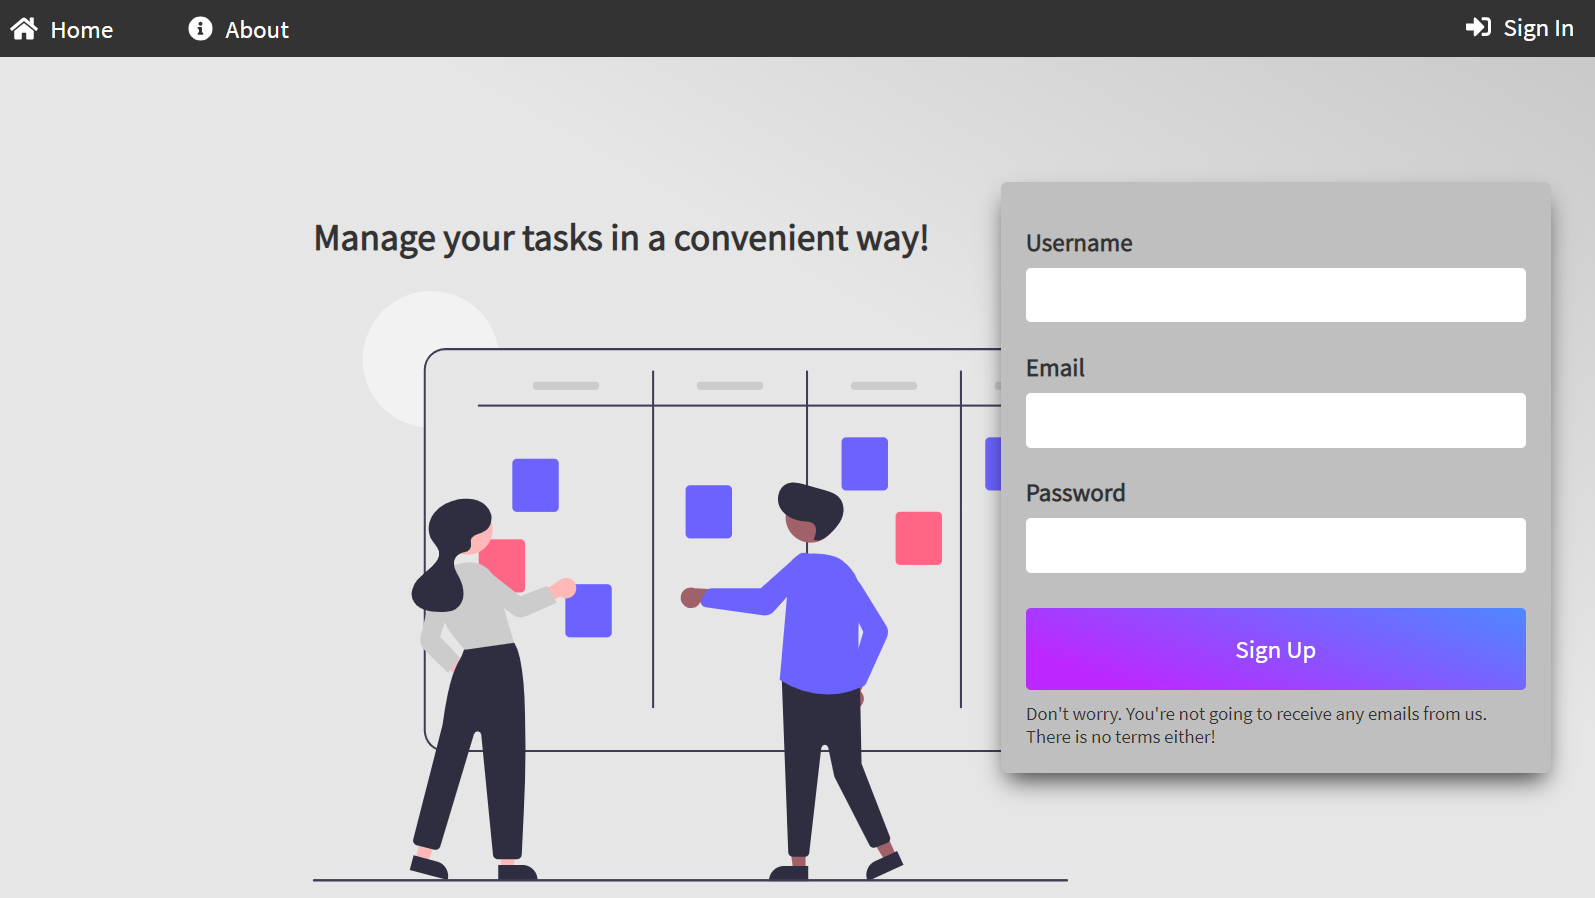 Home
About
Sign In
Manage your tasks in a convenient way!
Username
Email
Password
Sign Up
Don't worry. You're not going to receive any emails from us.
There is no terms either!